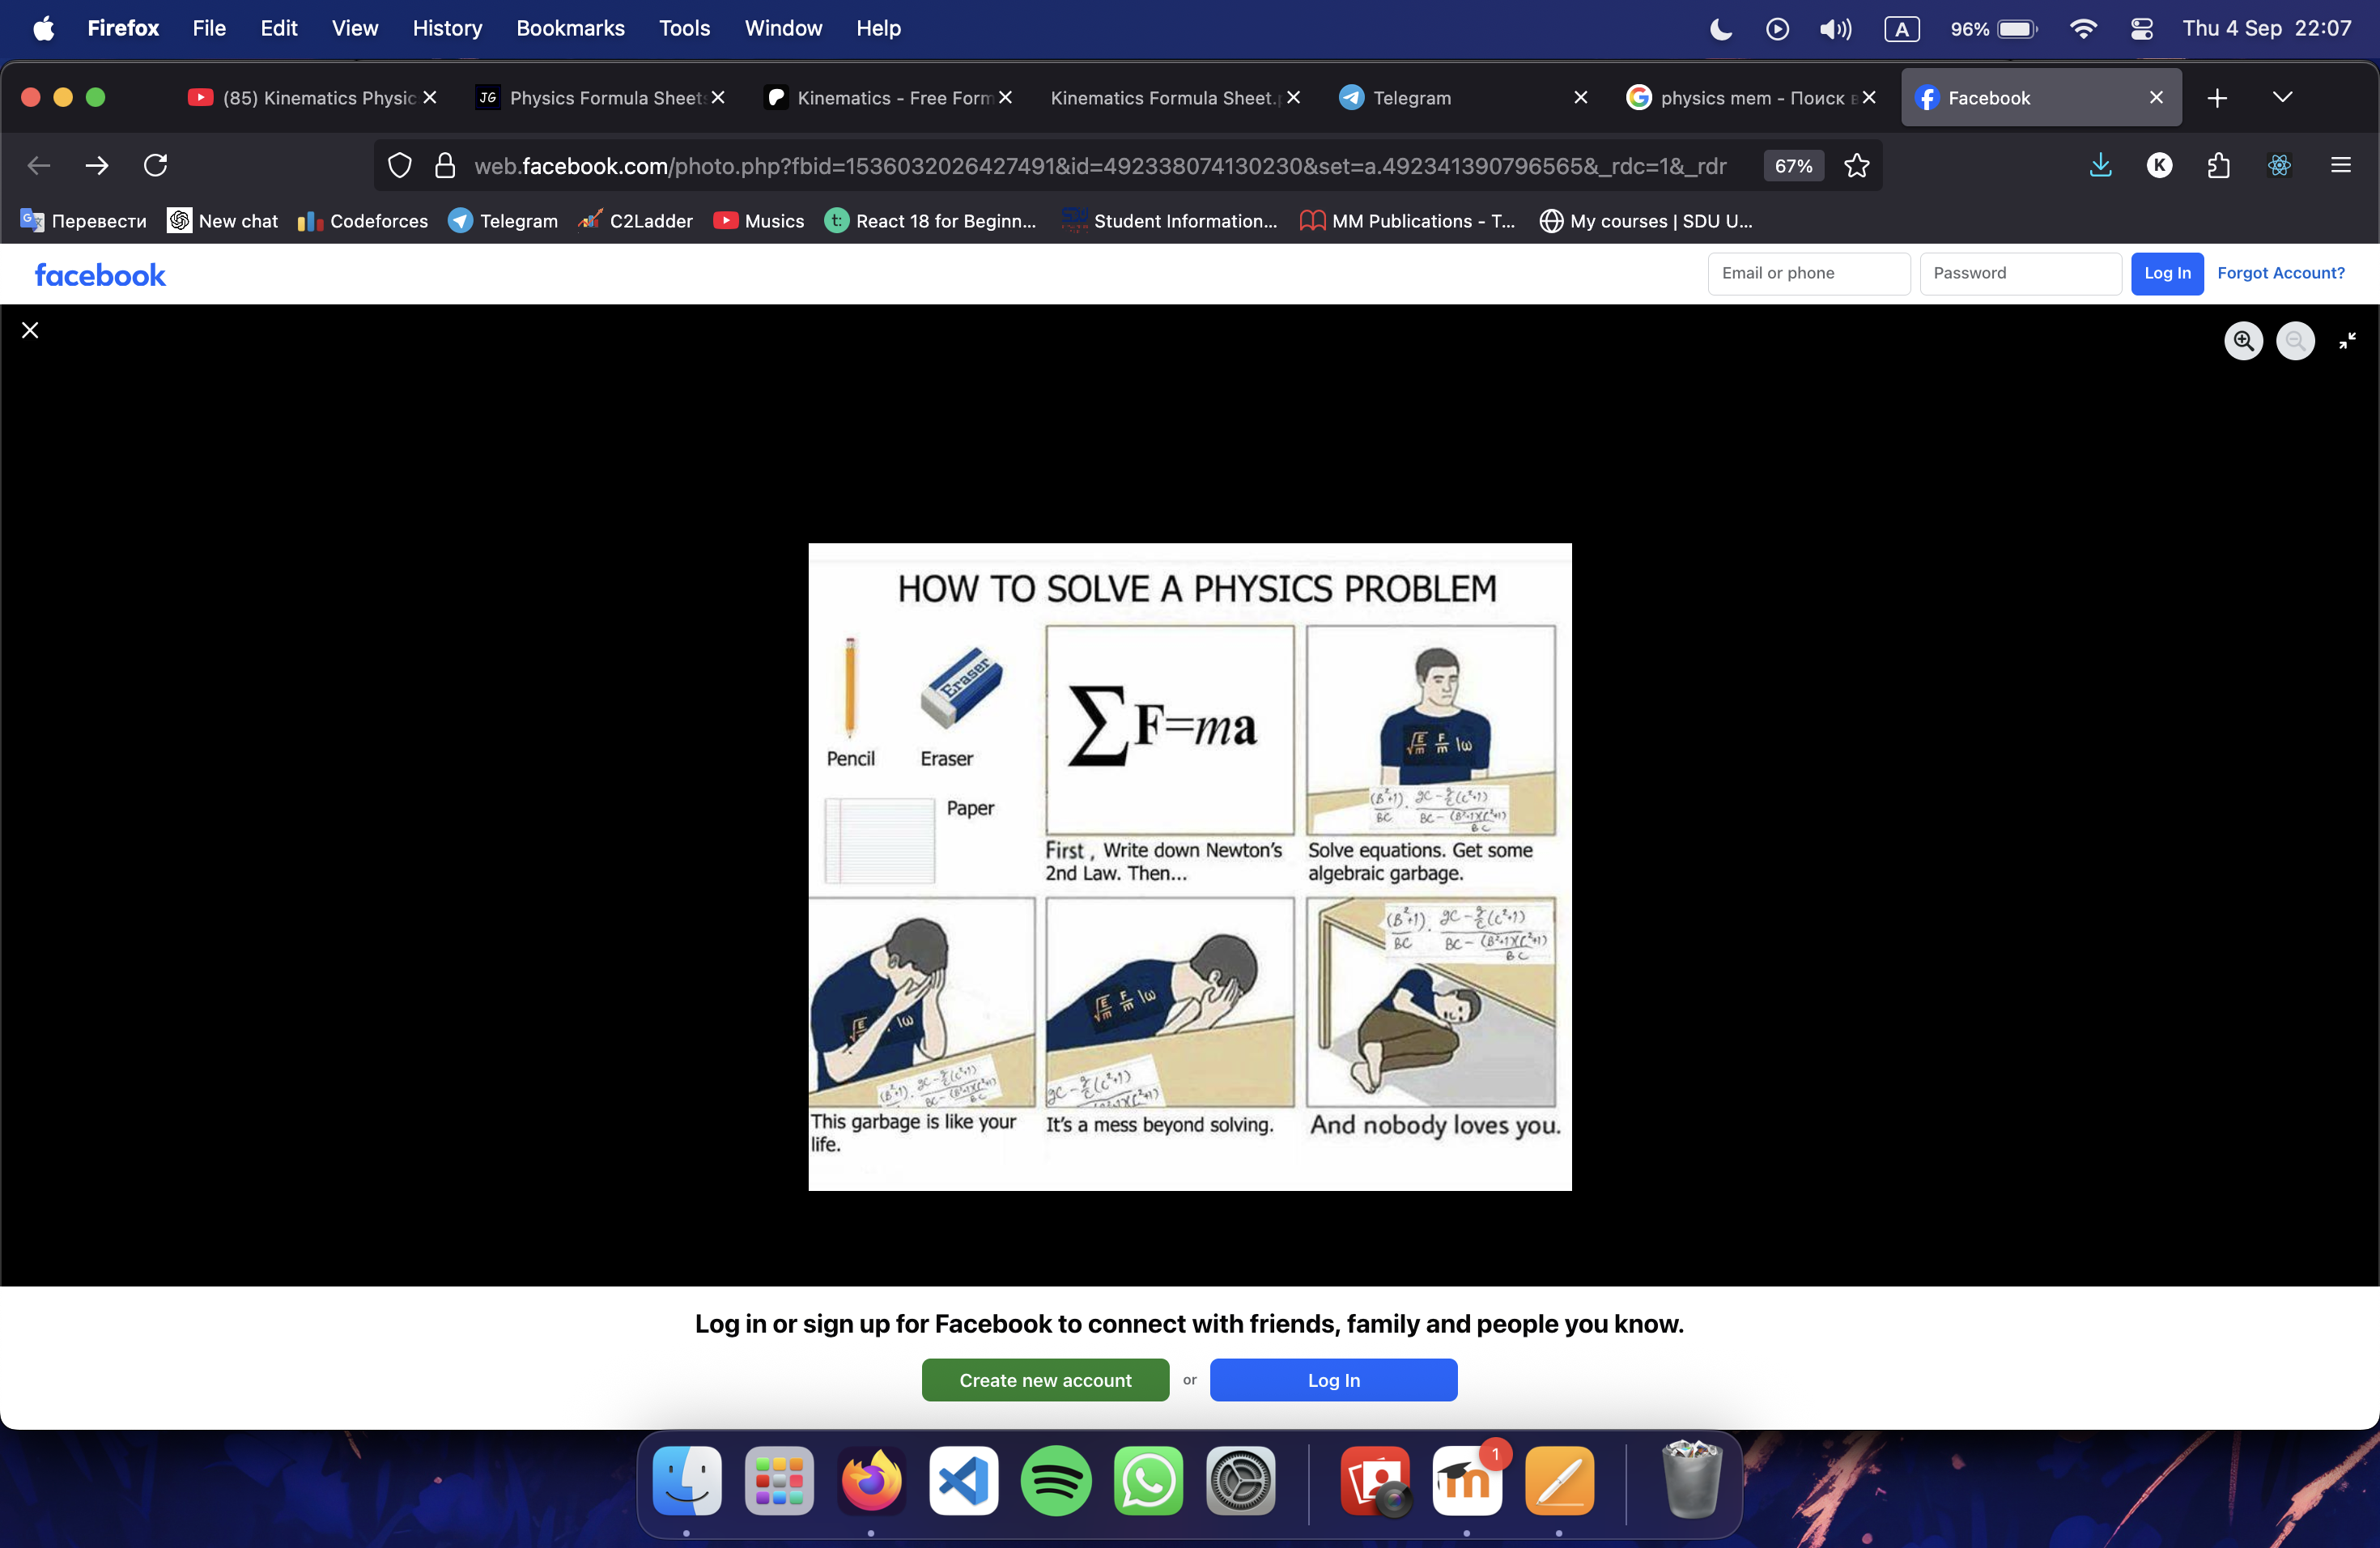 Firefox File Edit View History Bookmarks Tools Window Help A 96% Thu 4 Sep 22:07
(85) Kinematics Physic JG Physics Formula Sheet Kinematics - Free Form Kinematics Formula Sheet. Telegram physics mem - Поиск в Facebook
web.facebook.com/photo.php?fbid=1536032026427491&id=492338074130230&set=a.492341390796565&_rdc=1&_rdr 67% K
Перевести New chat Codeforces Telegram C2Ladder Musics t: React 18 for Beginn... Student Information... MM Publications - T... My courses | SDU U...
facebook Email or phone Password Log In Forgot Account?
HOW TO SOLVE A PHYSICS PROBLEM
Eraser
Pencil Eraser
Paper
∑F=ma
√E/m F/m Iω
First , Write down Newton's
2nd Law. Then...
Solve equations. Get some
algebraic garbage.
This garbage is like your
life.
It's a mess beyond solving.
And nobody loves you.
Log in or sign up for Facebook to connect with friends, family and people you know.
Create new account or Log In
m 1